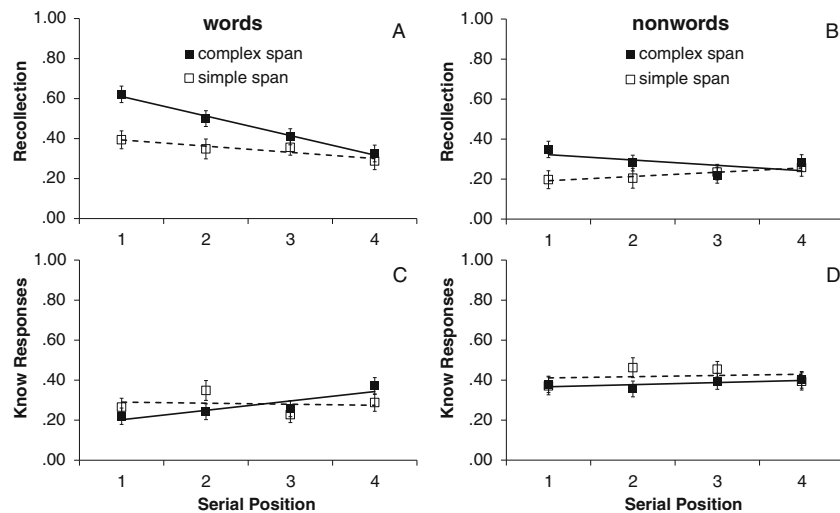 words
A
complex span
simple span
Recollection
1.00
.80
.60
.40
.20
.00
1 2 3 4
nonwords
B
complex span
simple span
Recollection
1.00
.80
.60
.40
.20
.00
1 2 3 4
C
Know Responses
1.00
.80
.60
.40
.20
.00
1 2 3 4
Serial Position
D
Know Responses
1.00
.80
.60
.40
.20
.00
1 2 3 4
Serial Position